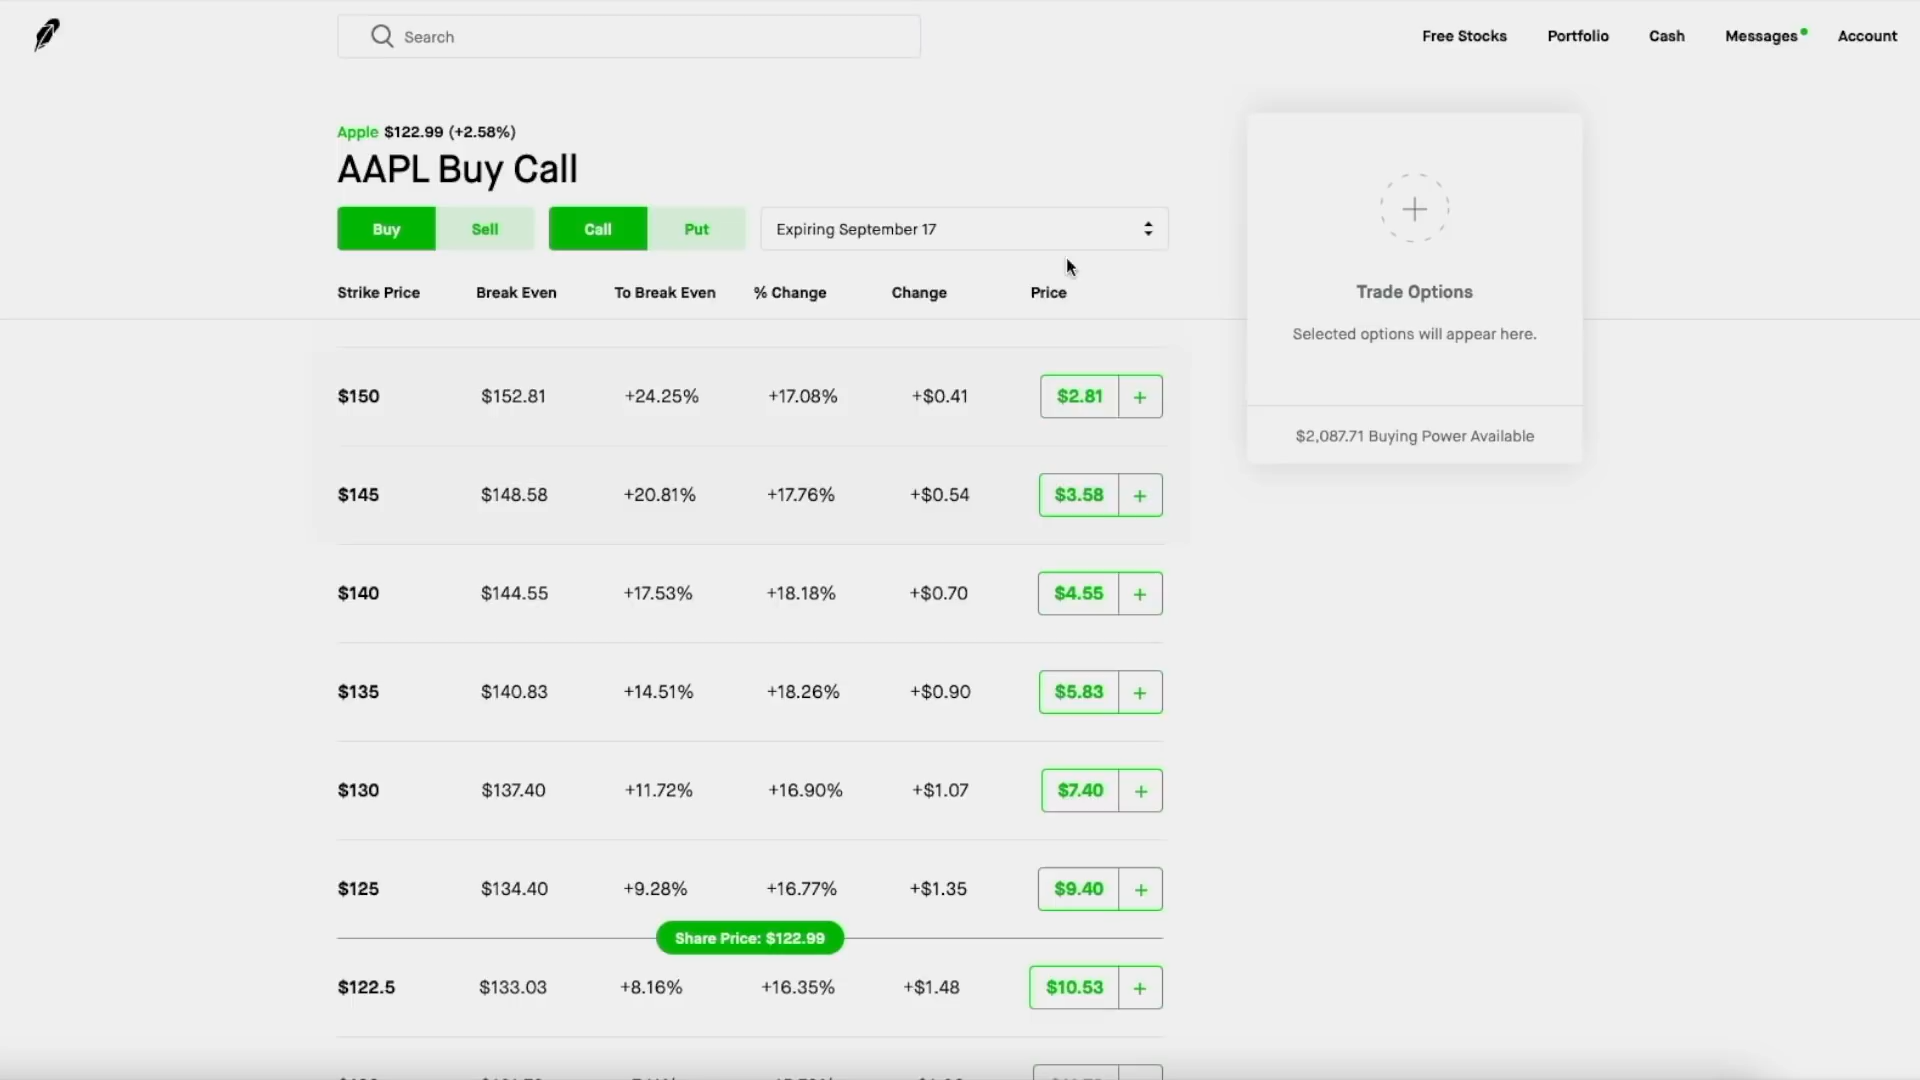 Search
Free Stocks Portfolio Cash Messages Account
Apple $122.99 (+2.58%)
AAPL Buy Call
Buy Sell Call Put Expiring September 17
Strike Price Break Even To Break Even % Change Change Price
$150 $152.81 +24.25% +17.08% +$0.41 $2.81 +
$145 $148.58 +20.81% +17.76% +$0.54 $3.58 +
$140 $144.55 +17.53% +18.18% +$0.70 $4.55 +
$135 $140.83 +14.51% +18.26% +$0.90 $5.83 +
$130 $137.40 +11.72% +16.90% +$1.07 $7.40 +
$125 $134.40 +9.28% +16.77% +$1.35 $9.40 +
Share Price: $122.99
$122.5 $133.03 +8.16% +16.35% +$1.48 $10.53 +
Trade Options
Selected options will appear here.
$2,087.71 Buying Power Available